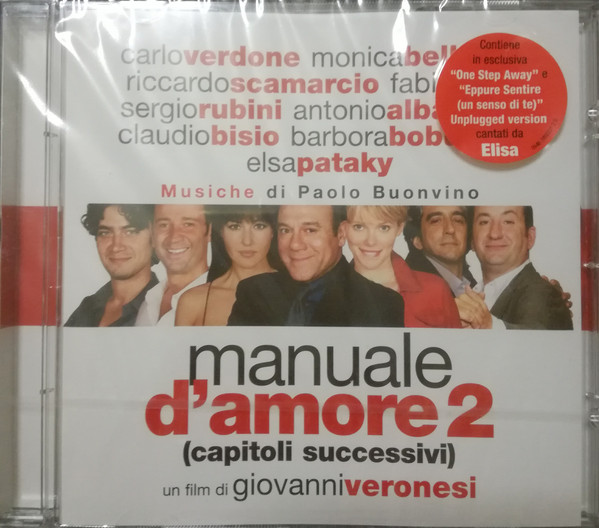 carloverdone monicabell
riccardoscamarcio fabi
sergiorubini antonioalba
claudiobisio barborabobu
elsapataky
Musiche di Paolo Buonvino
Contiene
in esclusiva
"One Step Away" e
"Eppure Sentire
(un senso di te)"
Unplugged version
cantati da
Elisa
manuale
d'amore 2
(capitoli successivi)
un film di giovanniveronesi